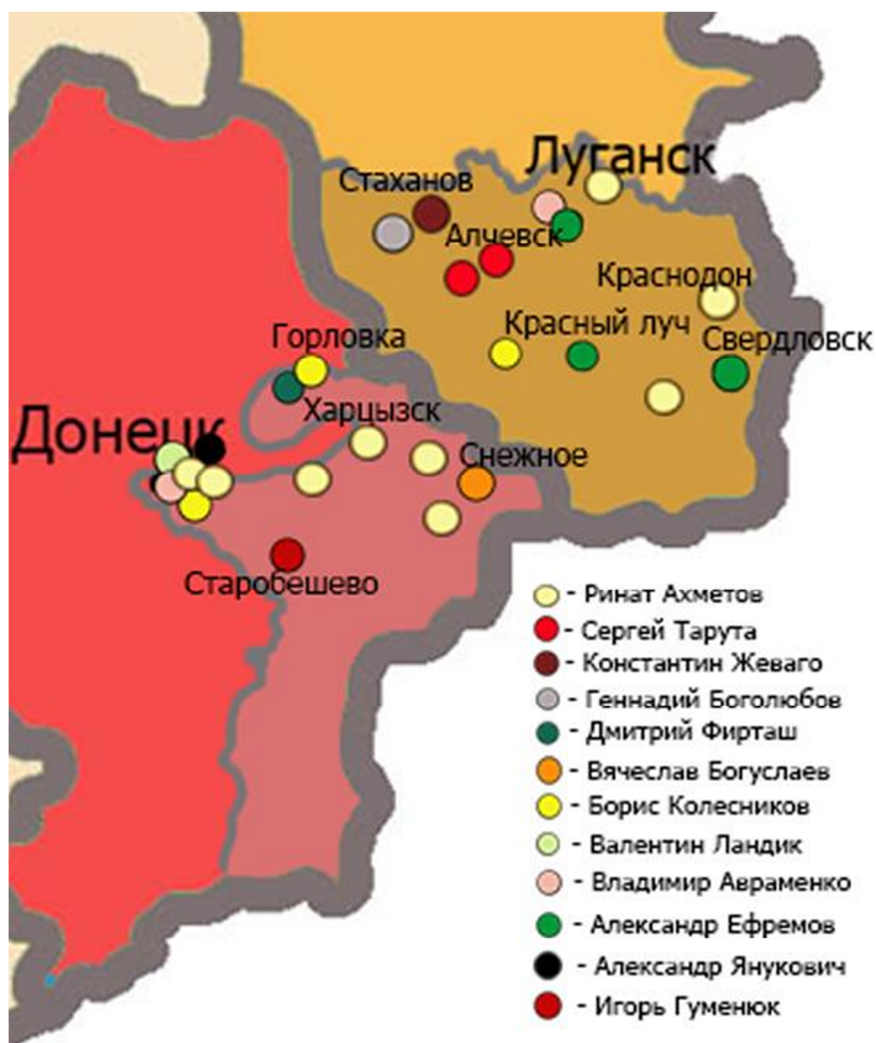 Луганск
Стаханов
Алчевск
Краснодон
Красный луч
Свердловск
Горловка
Харцызск
Донецк
Снежное
Старобешево
- Ринат Ахметов
- Сергей Тарута
- Константин Жеваго
- Геннадий Боголюбов
- Дмитрий Фирташ
- Вячеслав Богуслаев
- Борис Колесников
- Валентин Ландик
- Владимир Авраменко
- Александр Ефремов
- Александр Янукович
- Игорь Гуменюк